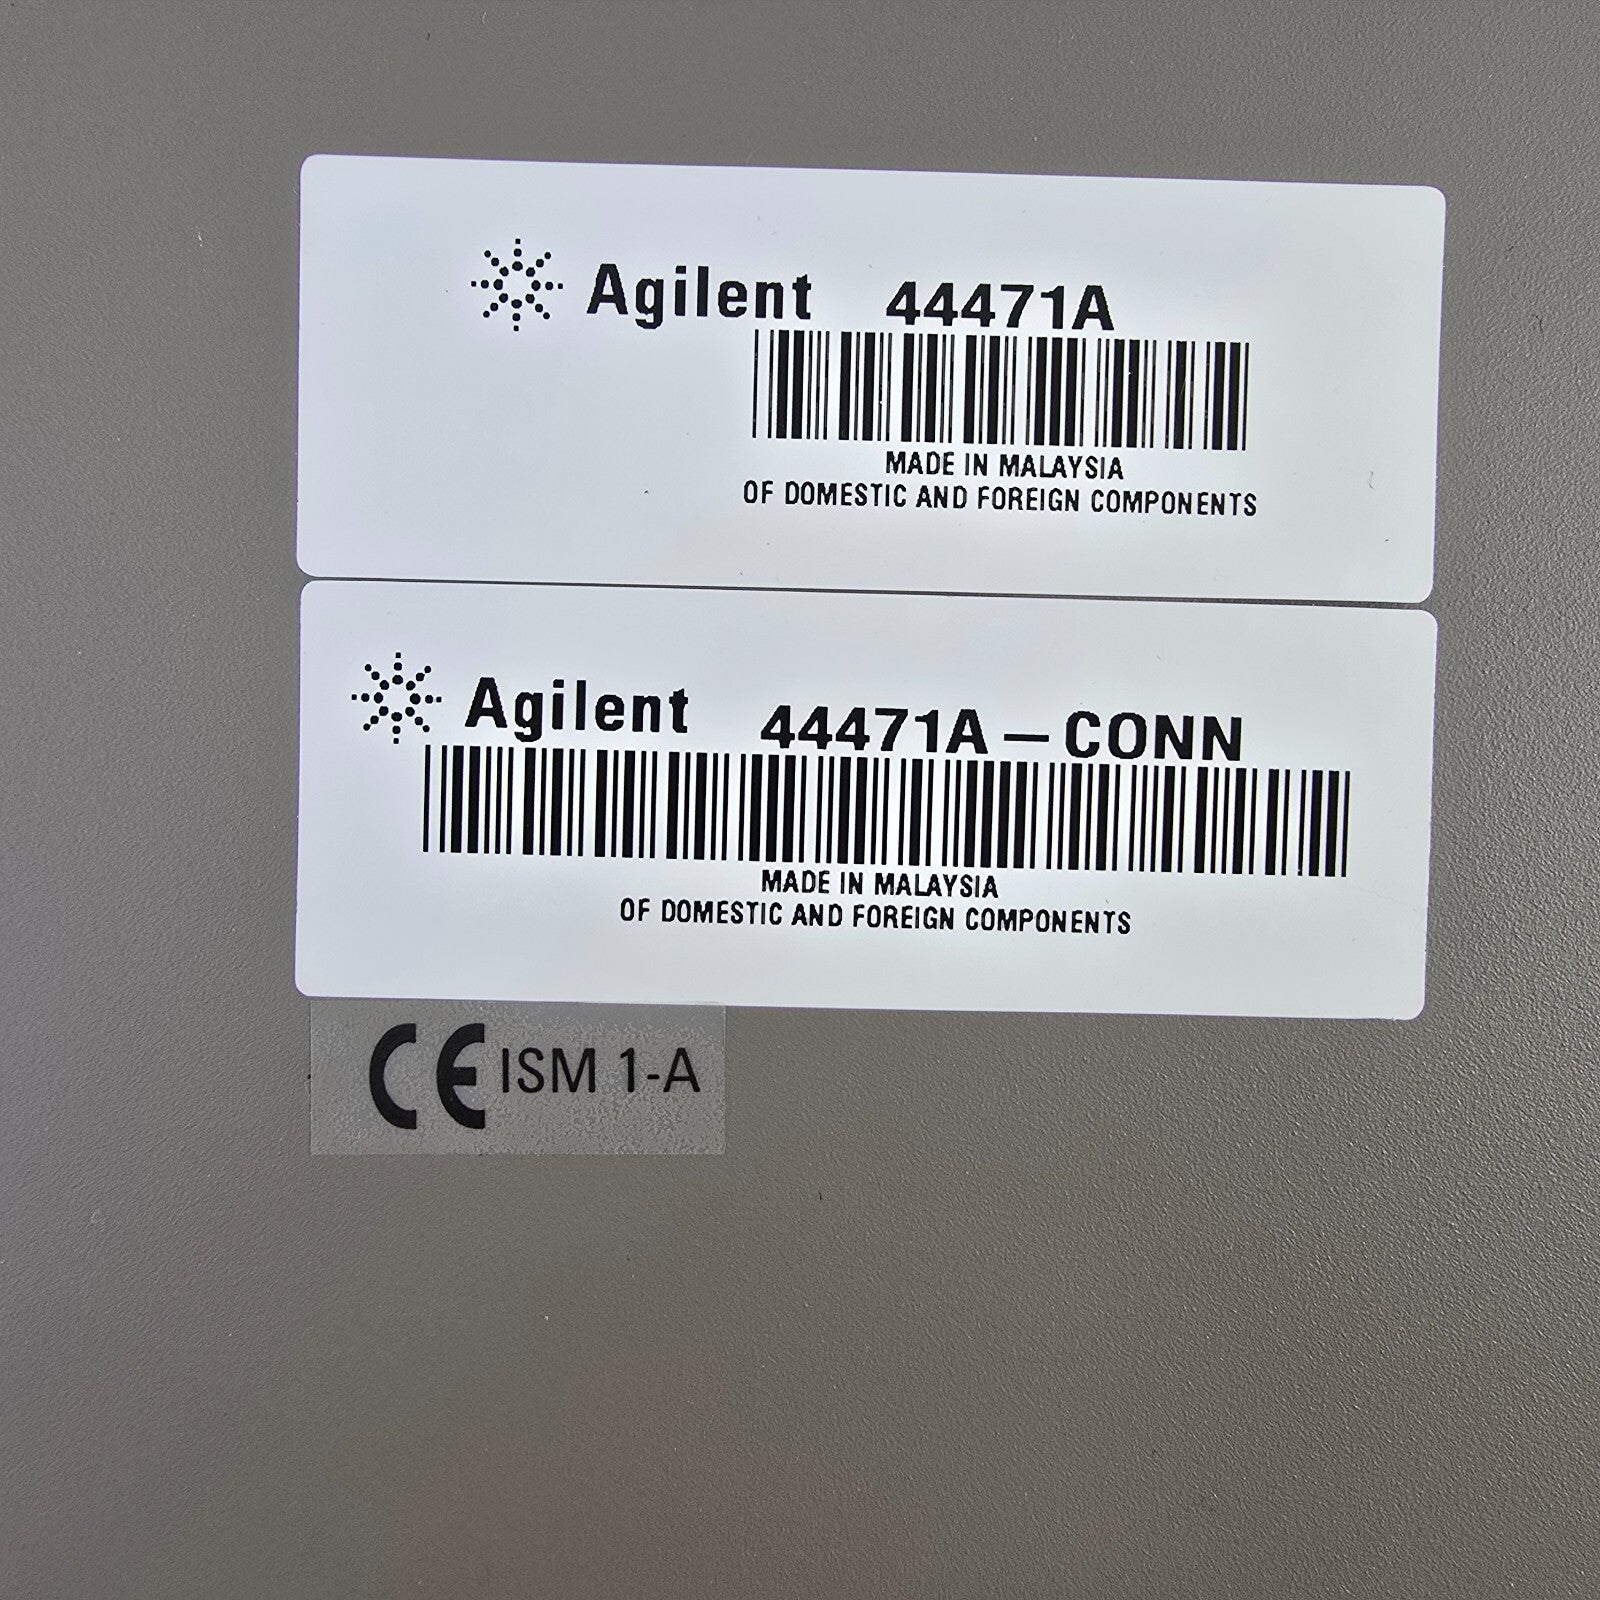 Agilent 44471A
MADE IN MALAYSIA
OF DOMESTIC AND FOREIGN COMPONENTS
Agilent 44471A-CONN
MADE IN MALAYSIA
OF DOMESTIC AND FOREIGN COMPONENTS
CE ISM 1-A